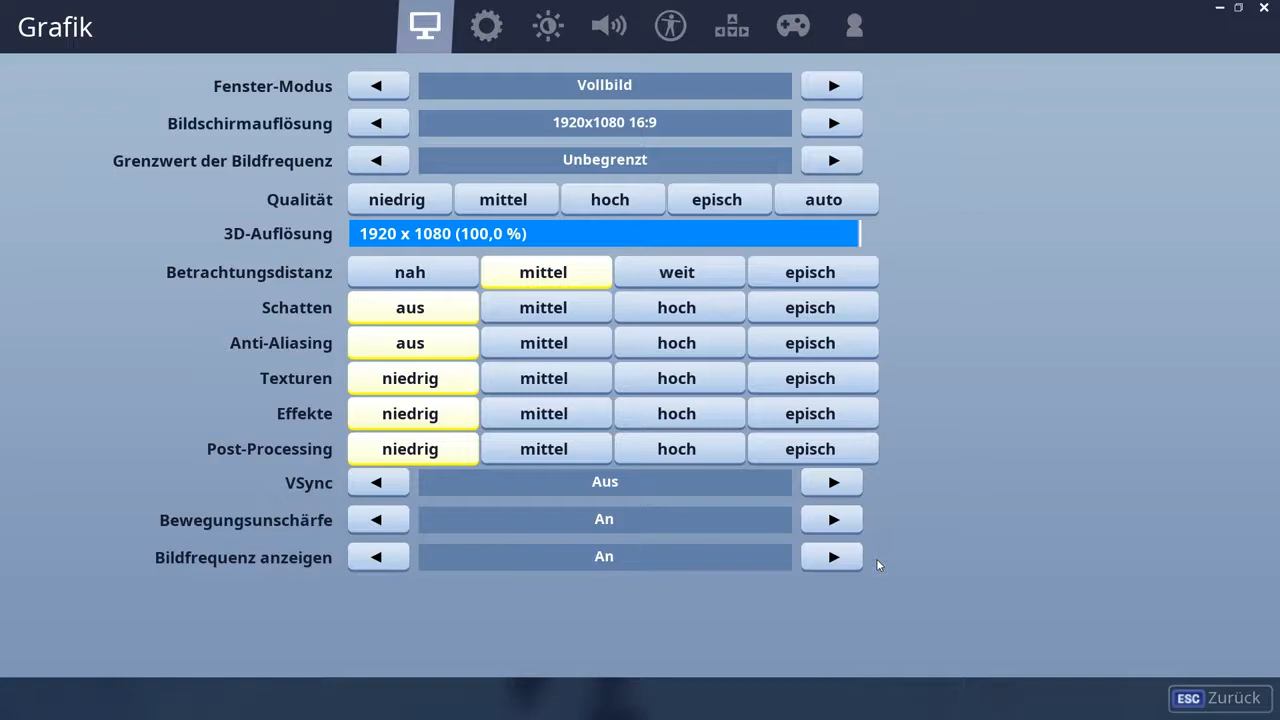 Grafik
Fenster-Modus Vollbild
Bildschirmauflösung 1920x1080 16:9
Grenzwert der Bildfrequenz Unbegrenzt
Qualität niedrig mittel hoch episch auto
3D-Auflösung 1920 x 1080 (100,0 %)
Betrachtungsdistanz nah mittel weit episch
Schatten aus mittel hoch episch
Anti-Aliasing aus mittel hoch episch
Texturen niedrig mittel hoch episch
Effekte niedrig mittel hoch episch
Post-Processing niedrig mittel hoch episch
VSync Aus
Bewegungsunschärfe An
Bildfrequenz anzeigen An
ESC Zurück